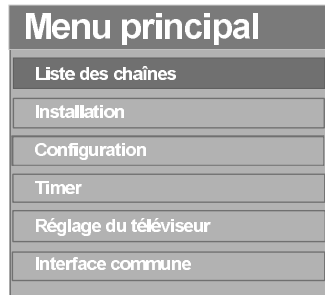 Menu principal
Liste des chaînes
Installation
Configuration
Timer
Réglage du téléviseur
Interface commune